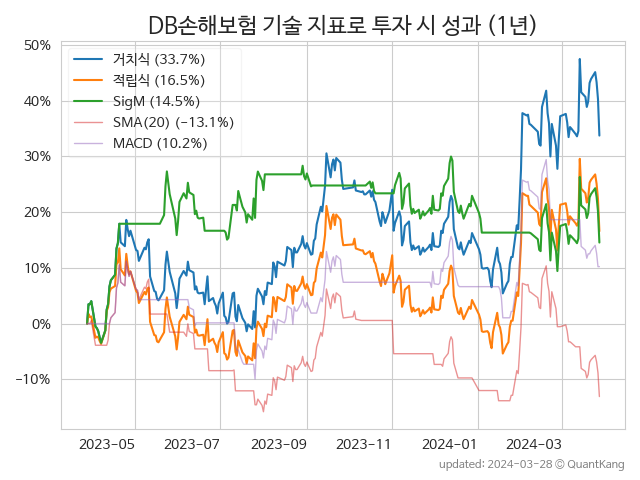 DB손해보험 기술 지표로 투자 시 성과 (1년)
50%
40%
30%
20%
10%
0%
−10%
거치식 (33.7%)
적립식 (16.5%)
SigM (14.5%)
SMA(20) (−13.1%)
MACD (10.2%)
2023-05 2023-07 2023-09 2023-11 2024-01 2024-03
updated: 2024-03-28 © QuantKang